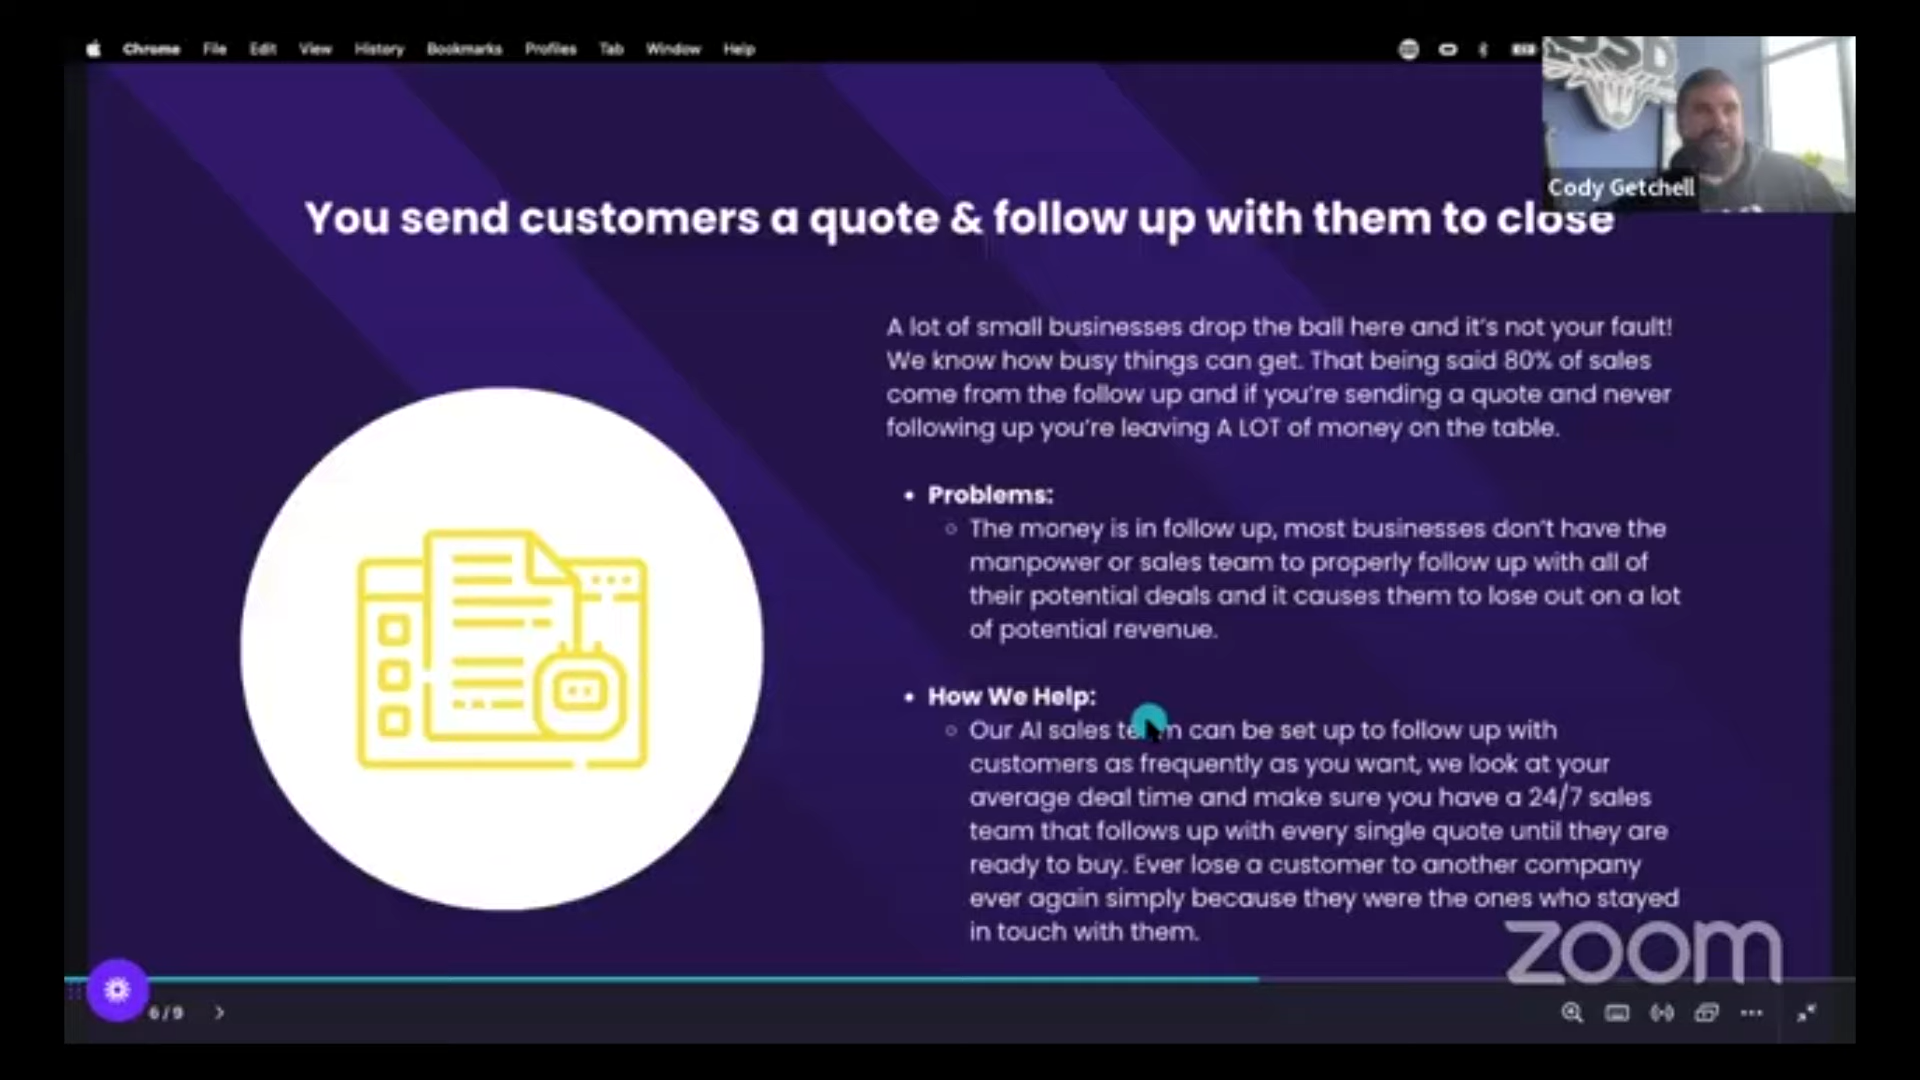 Chrome File Edit View History Bookmarks Profiles Tab Window Help
SD
Cody Getchell
You send customers a quote & follow up with them to close
A lot of small businesses drop the ball here and it's not your fault!
We know how busy things can get. That being said 80% of sales
come from the follow up and if you're sending a quote and never
following up you're leaving A LOT of money on the table.
• Problems:
○ The money is in follow up, most businesses don't have the
manpower or sales team to properly follow up with all of
their potential deals and it causes them to lose out on a lot
of potential revenue.
• How We Help:
○ Our AI sales team can be set up to follow up with
customers as frequently as you want, we look at your
average deal time and make sure you have a 24/7 sales
team that follows up with every single quote until they are
ready to buy. Ever lose a customer to another company
ever again simply because they were the ones who stayed
in touch with them.
zoom
6 / 9